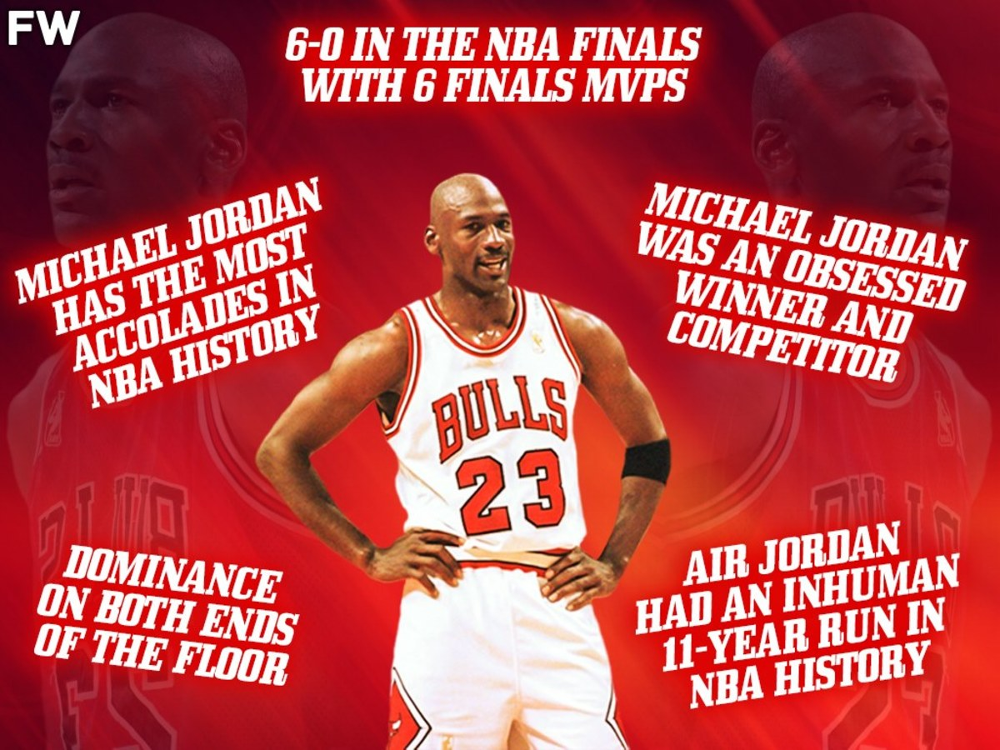 FW
6-0 IN THE NBA FINALS
WITH 6 FINALS MVPS
MICHAEL JORDAN
HAS THE MOST
ACCOLADES IN
NBA HISTORY
MICHAEL JORDAN
WAS AN OBSESSED
WINNER AND
COMPETITOR
BULLS
23
DOMINANCE
ON BOTH ENDS
OF THE FLOOR
AIR JORDAN
HAD AN INHUMAN
11-YEAR RUN IN
NBA HISTORY